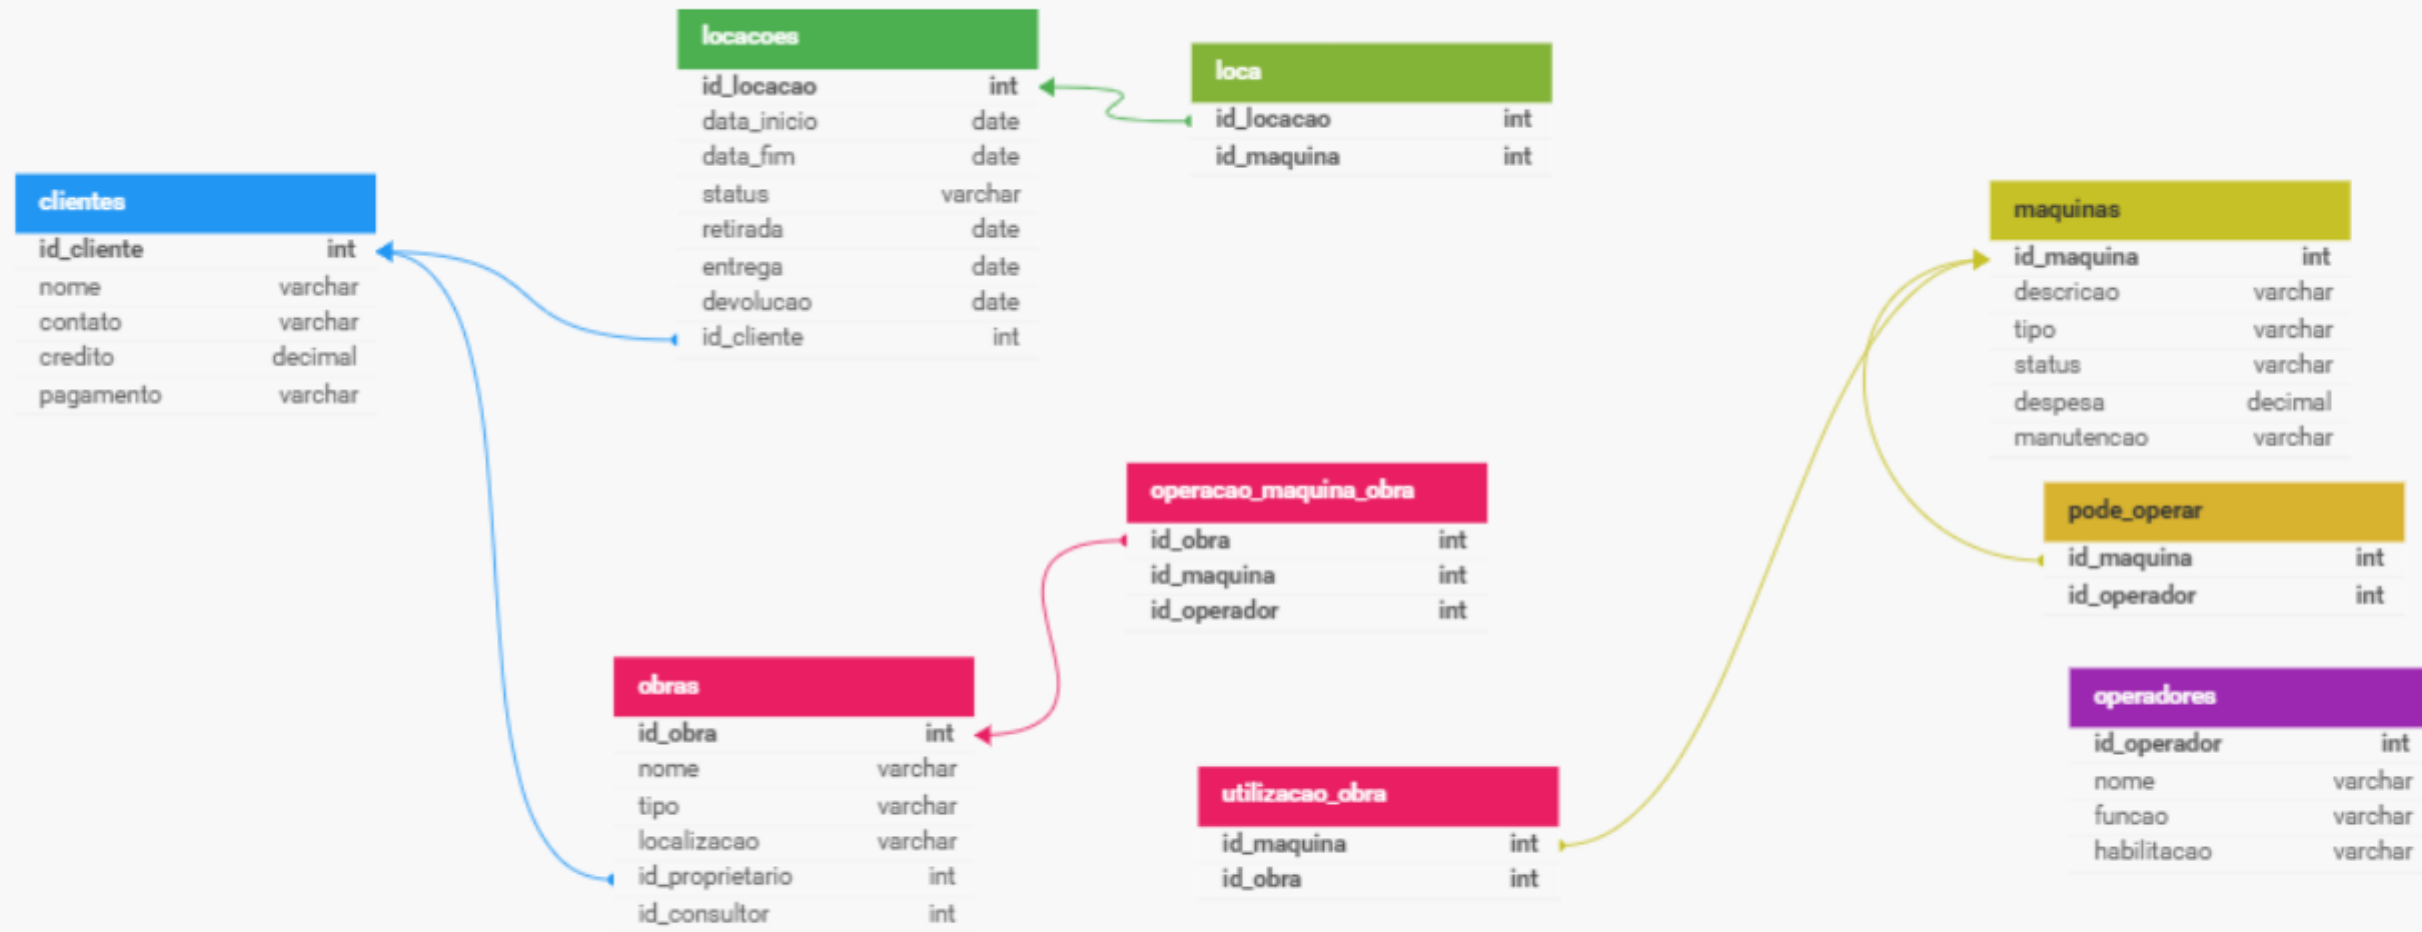 locacoes
id_locacao int
data_inicio date
data_fim date
status varchar
retirada date
entrega date
devolucao date
id_cliente int
loca
id_locacao int
id_maquina int
clientes
id_cliente int
nome varchar
contato varchar
credito decimal
pagamento varchar
maquinas
id_maquina int
descricao varchar
tipo varchar
status varchar
despesa decimal
manutencao varchar
operacao_maquina_obra
id_obra int
id_maquina int
id_operador int
pode_operar
id_maquina int
id_operador int
obras
id_obra int
nome varchar
tipo varchar
localizacao varchar
id_proprietario int
id_consultor int
utilizacao_obra
id_maquina int
id_obra int
operadores
id_operador int
nome varchar
funcao varchar
habilitacao varchar